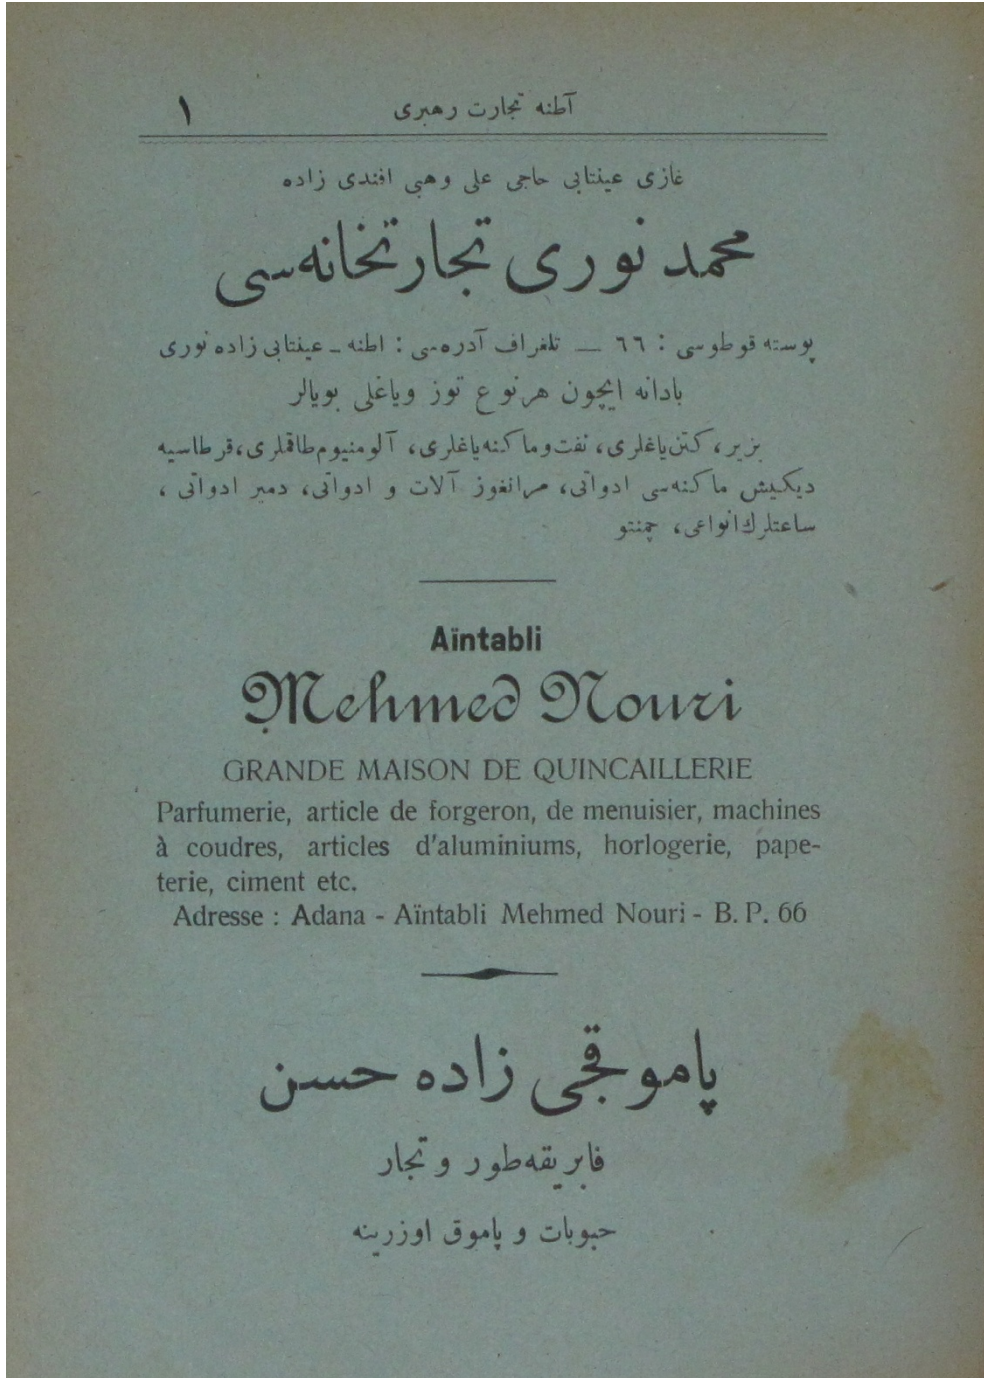 آطنه تجارت رهبری
١
غازی عینتابی حاجی علی وهبی افندی زاده
محمد نوری تجارتخانه‌سی
پوسته قوطوسی : ٦٦ — تلغراف آدره‌سی : اطنه - عینتابی زاده نوری
بادانه ایچون هرنوع توز ویاغلی بویالر
بزیر، کتن یاغلری، نفت وماکنه یاغلری، آلومنیوم طاقملری، قرطاسیه
دیکیش ماکنه‌سی ادواتی، مرانغوز آلات و ادواتی، دمیر ادواتی ،
ساعتلرك انواعی، چمنتو
Aïntabli
Mehmed Nouri
GRANDE MAISON DE QUINCAILLERIE
Parfumerie, article de forgeron, de menuisier, machines
à coudres, articles d'aluminiums, horlogerie, pape-
terie, ciment etc.
Adresse : Adana - Aïntabli Mehmed Nouri - B. P. 66
پاموقجی زاده حسن
فابریقه‌طور و تجار
حبوبات و پاموق اوزرینه